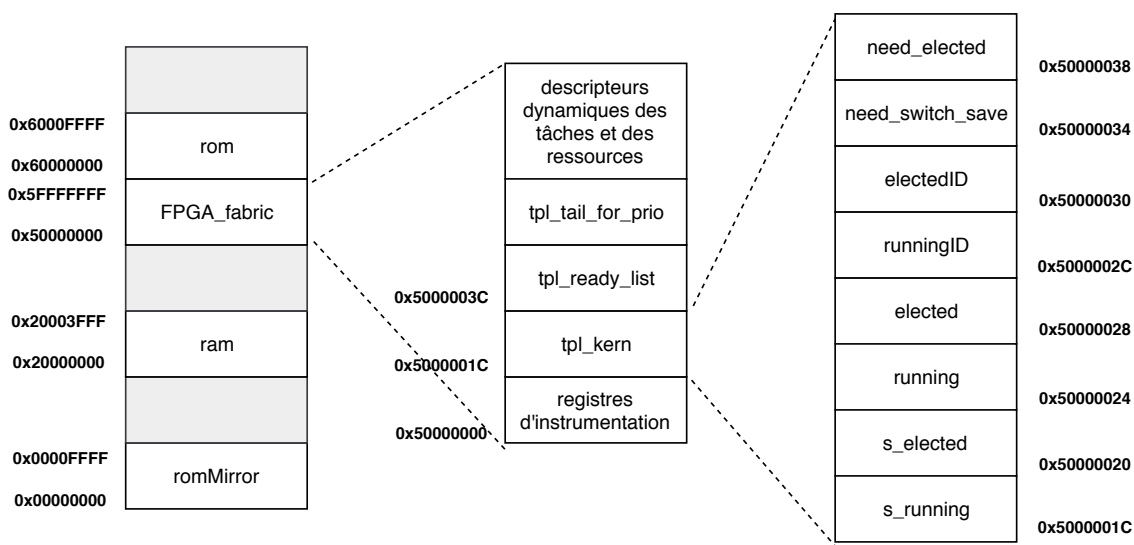 0x6000FFFF
rom
0x60000000
0x5FFFFFFF
FPGA_fabric
0x50000000
0x20003FFF
ram
0x20000000
0x0000FFFF
romMirror
0x00000000
descripteurs
dynamiques des
tâches et des
ressources
tpl_tail_for_prio
tpl_ready_list
0x5000003C
tpl_kern
0x5000001C
registres
d'instrumentation
0x50000000
need_elected
0x50000038
need_switch_save
0x50000034
electedID
0x50000030
runningID
0x5000002C
elected
0x50000028
running
0x50000024
s_elected
0x50000020
s_running
0x5000001C